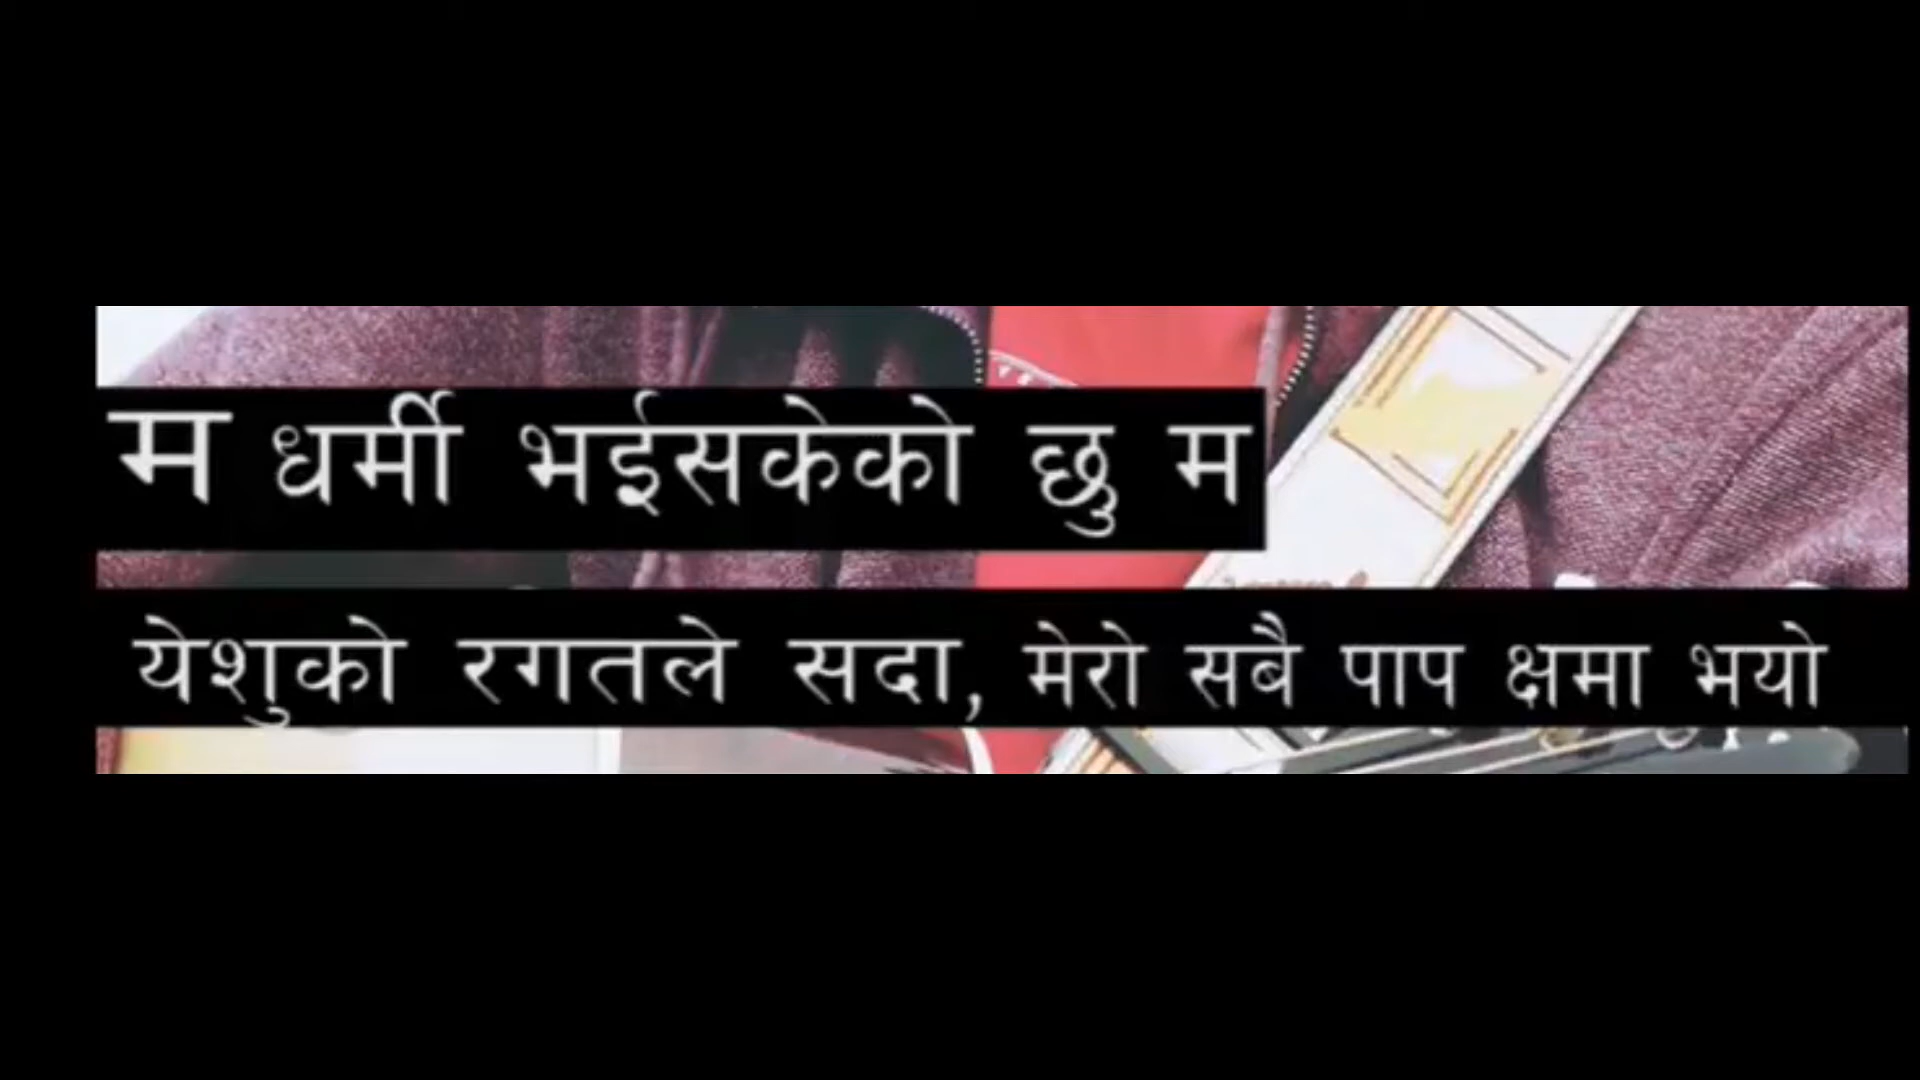 म धर्मी भईसकेको छु म
येशुको रगतले सदा, मेरो सबै पाप क्षमा भयो